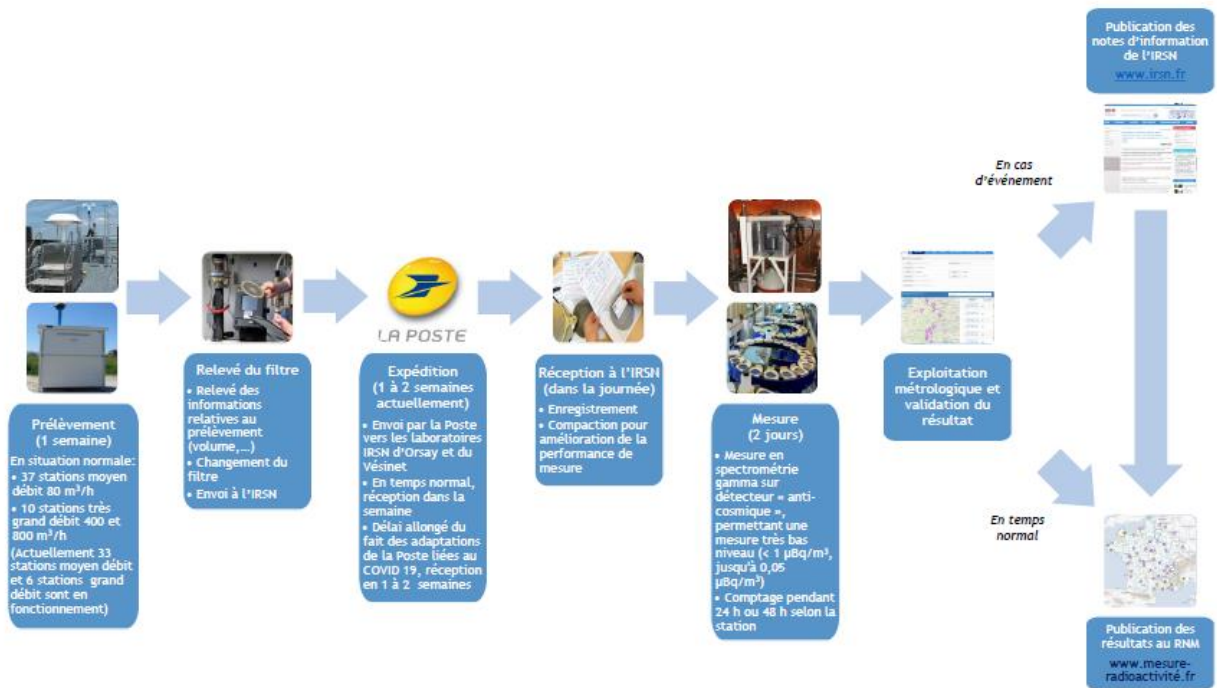 Publication des
notes d'information
de l'IRSN
www.irsn.fr
En cas
d'événement
LA POSTE
Prélèvement
(1 semaine)
En situation normale:
• 37 stations moyen
débit 80 m³/h
• 10 stations très
grand débit 400 et
800 m³/h
(Actuellement 33
stations moyen débit
et 6 stations grand
débit sont en
fonctionnement)
Relevé du filtre
• Relevé des
informations
relatives au
prélèvement
(volume,...)
• Changement du
filtre
• Envoi à l'IRSN
Expédition
(1 à 2 semaines
actuellement)
• Envoi par la Poste
vers les laboratoires
IRSN d'Orsay et du
Vésinet
• En temps normal,
réception dans la
semaine
• Délai allongé du
fait des adaptations
de la Poste liées au
COVID 19, réception
en 1 à 2 semaines
Réception à l'IRSN
(dans la journée)
• Enregistrement
• Compaction pour
amélioration de la
performance de
mesure
Mesure
(2 jours)
• Mesure en
spectrométrie
gamma sur
détecteur « anti-
cosmique »,
permettant une
mesure très bas
niveau (< 1 µBq/m³,
jusqu'à 0,05
µBq/m³)
• Comptage pendant
24 h ou 48 h selon la
station
Exploitation
métrologique et
validation du
résultat
En temps
normal
Publication des
résultats au RNM
www.mesure-
radioactivité.fr